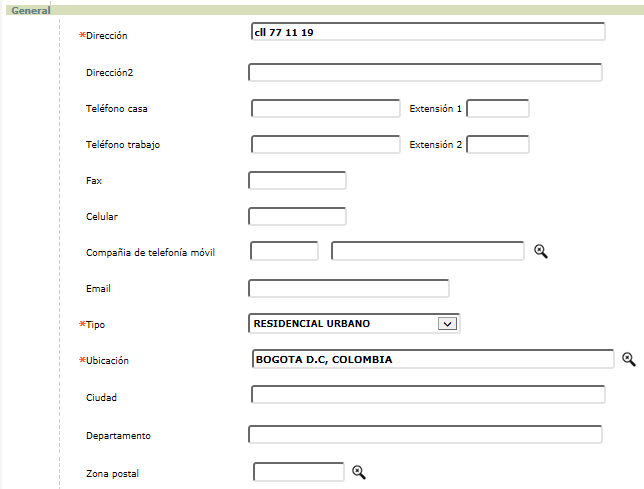 General
*Dirección cll 77 11 19
Dirección2
Teléfono casa Extensión 1
Teléfono trabajo Extensión 2
Fax
Celular
Compañia de telefonía móvil
Email
*Tipo RESIDENCIAL URBANO
*Ubicación BOGOTA D.C, COLOMBIA
Ciudad
Departamento
Zona postal